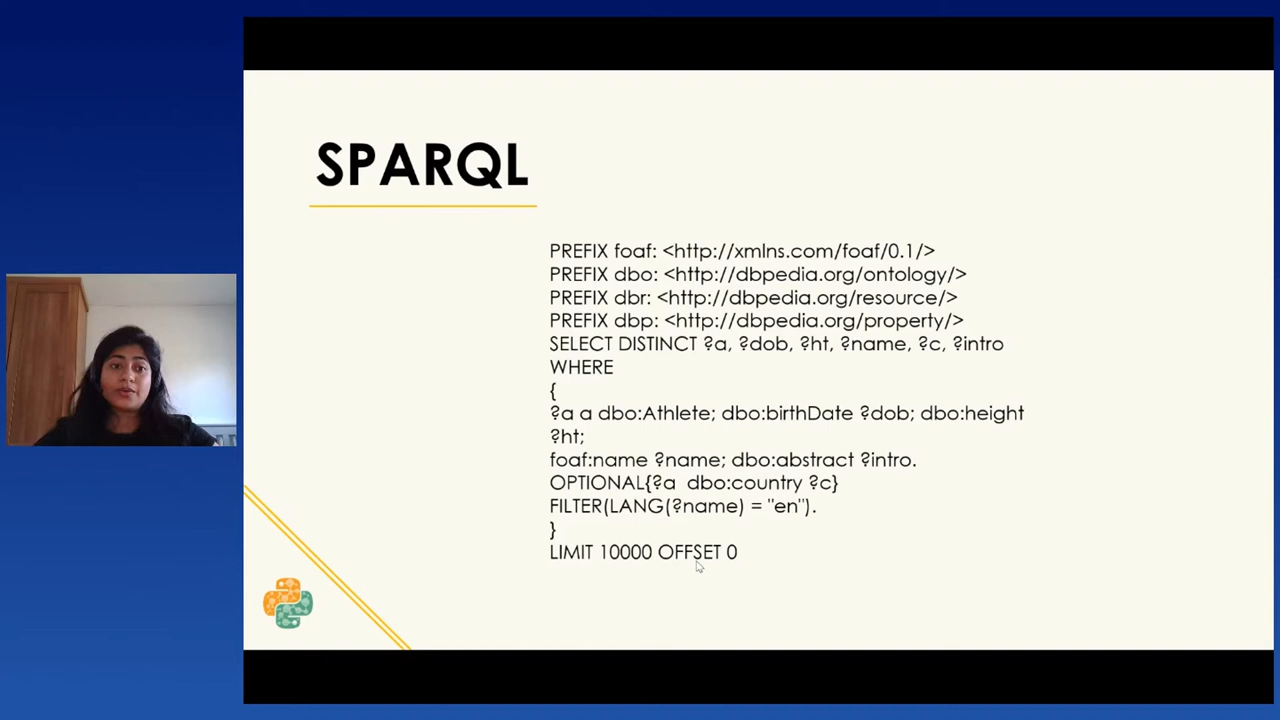 SPARQL
PREFIX foaf: <http://xmlns.com/foaf/0.1/>
PREFIX dbo: <http://dbpedia.org/ontology/>
PREFIX dbr: <http://dbpedia.org/resource/>
PREFIX dbp: <http://dbpedia.org/property/>
SELECT DISTINCT ?a, ?dob, ?ht, ?name, ?c, ?intro
WHERE
{
?a a dbo:Athlete; dbo:birthDate ?dob; dbo:height
?ht;
foaf:name ?name; dbo:abstract ?intro.
OPTIONAL{?a  dbo:country ?c}
FILTER(LANG(?name) = "en").
}
LIMIT 10000 OFFSET 0